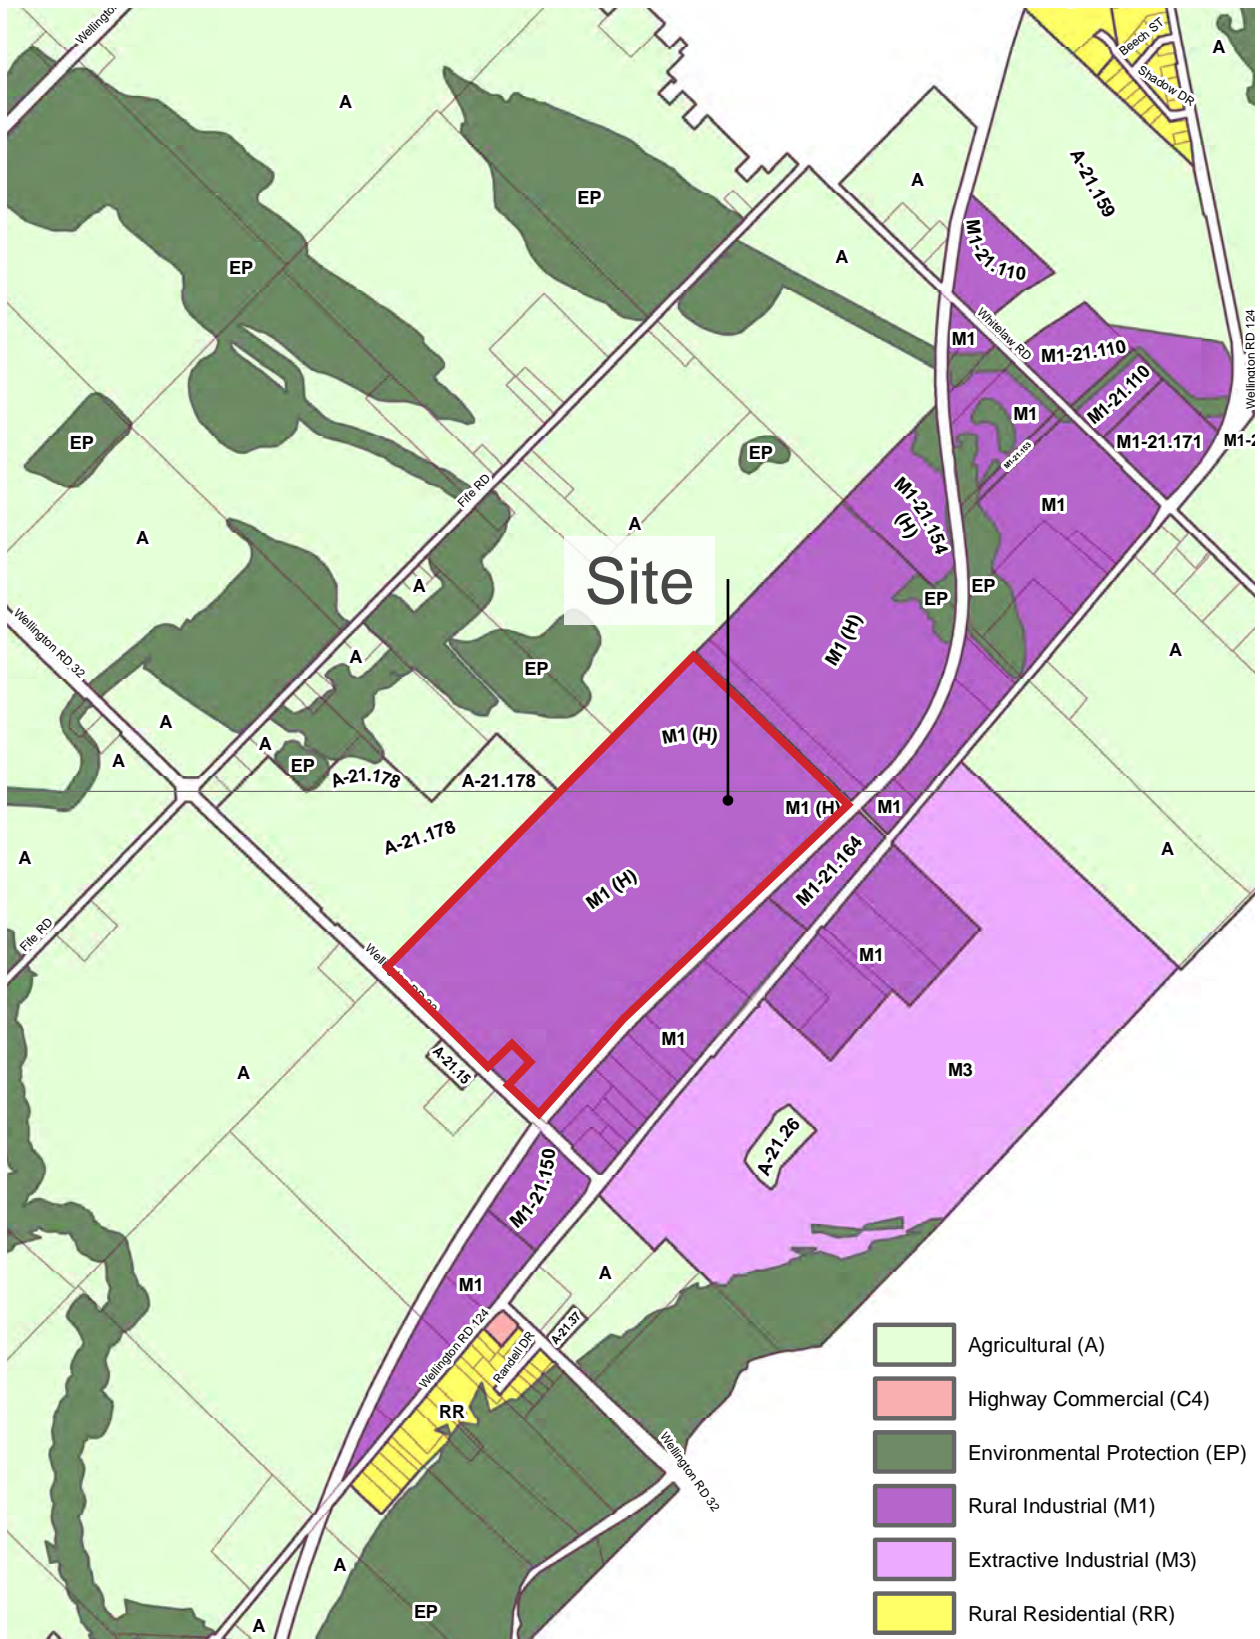 Wellington
Beech ST
Shadow DR
A
A
A-21.159
A
EP
EP
A
M1-21.110
Whitelaw RD
M1
M1-21.110
M1-21.110
Wellington RD 124
EP
M1
M1-21.171
M1-2
EP
M1-21.153
Fife RD
A
M1-21.154
(H)
M1
A
Site
A
EP
EP
M1 (H)
A
Wellington RD 32
A
EP
A
M1 (H)
A
EP
A
A-21.178
A-21.178
M1 (H)
M1
A-21.178
M1-21.164
A
A
M1 (H)
Fife RD
M1
M1
A-21.15
A
M3
A-21.26
M1-21.150
A
M1
A-21.37
Randell DR
Wellington RD 124
RR
Wellington RD 32
A
EP
A
Agricultural (A)
Highway Commercial (C4)
Environmental Protection (EP)
Rural Industrial (M1)
Extractive Industrial (M3)
Rural Residential (RR)